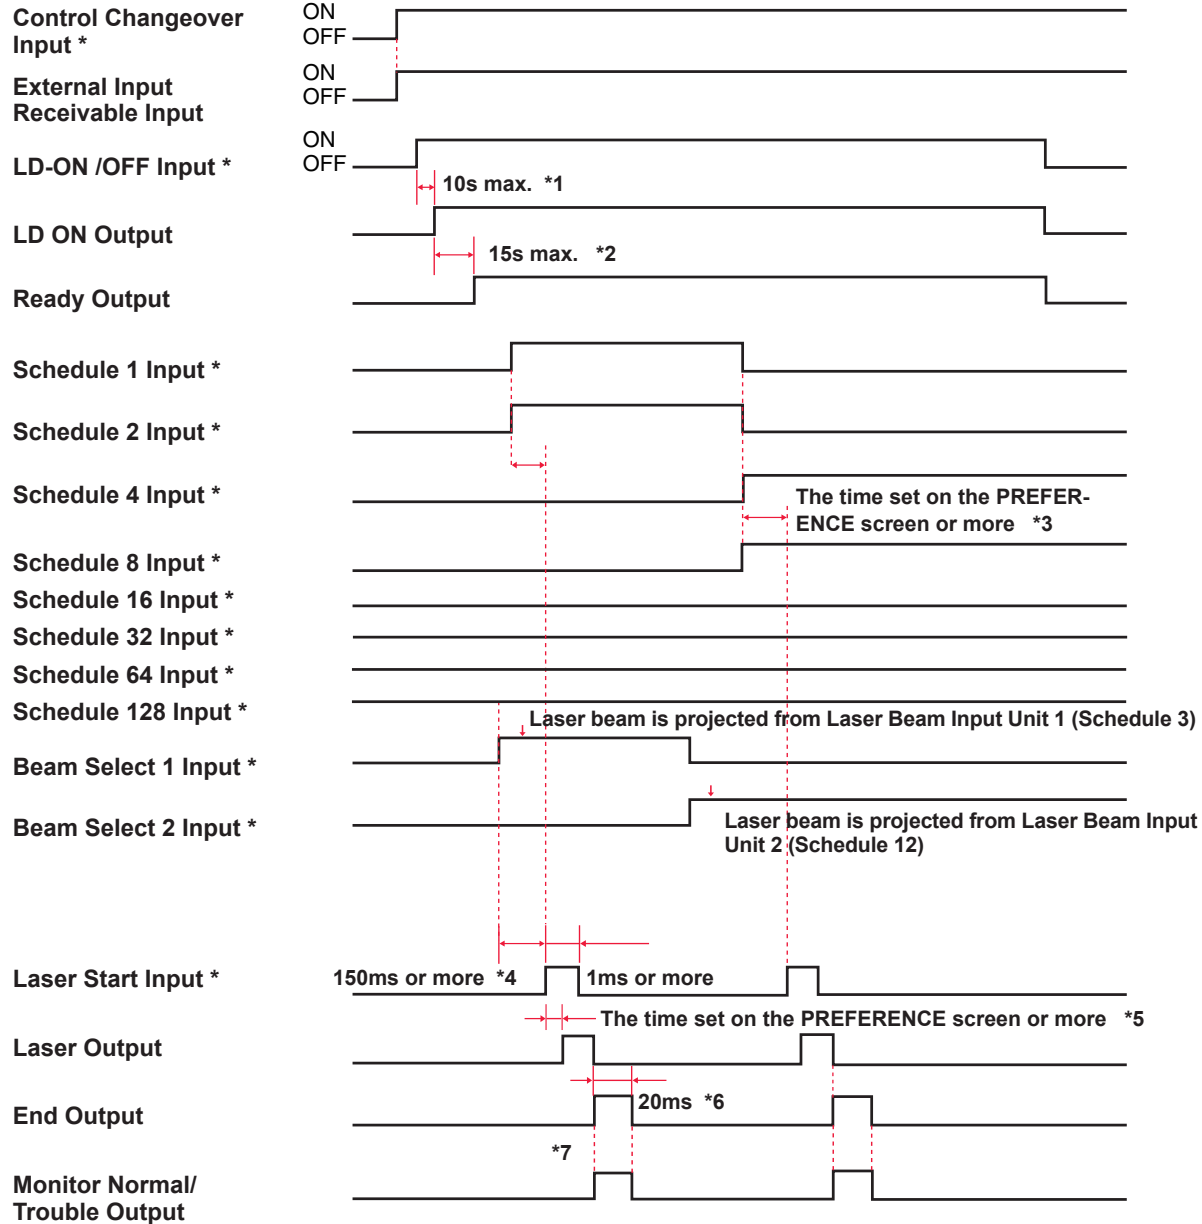 Control Changeover
Input *
ON
OFF
External Input
Receivable Input
ON
OFF
LD-ON /OFF Input *
ON
OFF
10s max. *1
LD ON Output
15s max. *2
Ready Output
Schedule 1 Input *
Schedule 2 Input *
Schedule 4 Input *
The time set on the PREFER-
ENCE screen or more *3
Schedule 8 Input *
Schedule 16 Input *
Schedule 32 Input *
Schedule 64 Input *
Schedule 128 Input *
Laser beam is projected from Laser Beam Input Unit 1 (Schedule 3)
Beam Select 1 Input *
Beam Select 2 Input *
Laser beam is projected from Laser Beam Input
Unit 2 (Schedule 12)
Laser Start Input *
150ms or more *4
1ms or more
The time set on the PREFERENCE screen or more *5
Laser Output
20ms *6
End Output
*7
Monitor Normal/
Trouble Output